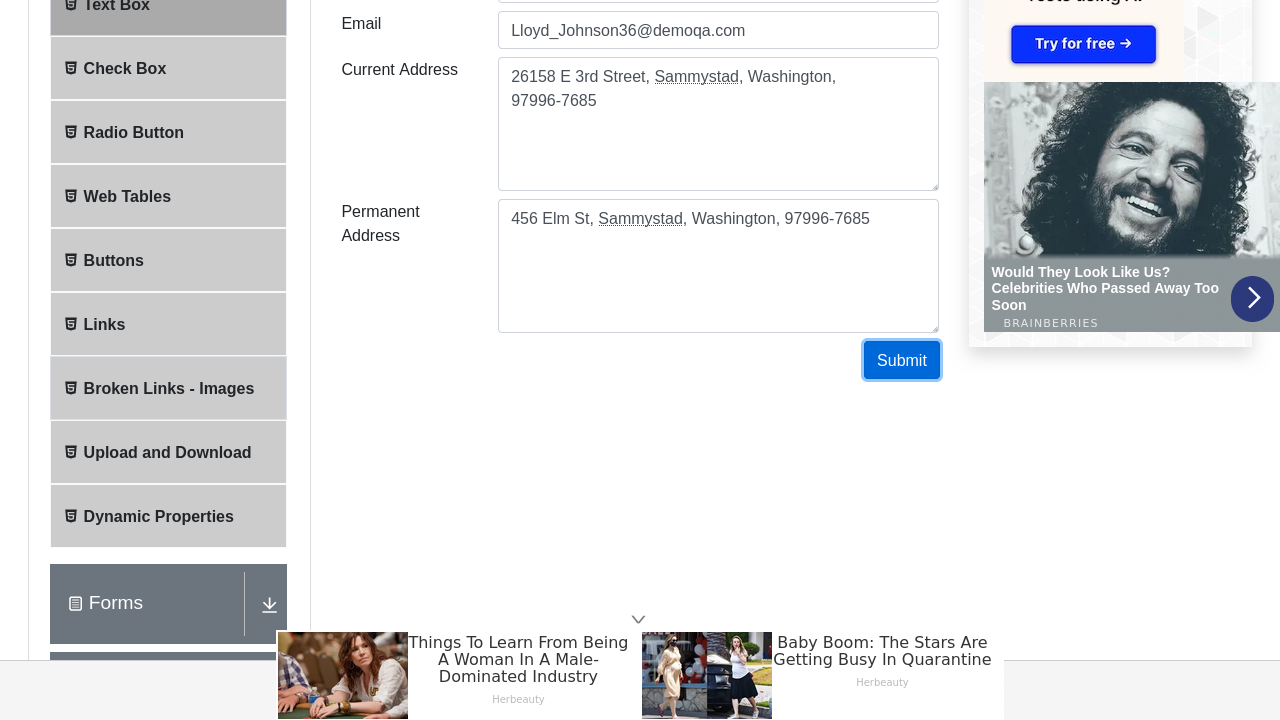 Text Box
Check Box
Radio Button
Web Tables
Buttons
Links
Broken Links - Images
Upload and Download
Dynamic Properties
Forms
Email
Lloyd_Johnson36@demoqa.com
Current Address
26158 E 3rd Street, Sammystad, Washington,
97996-7685
Permanent
Address
456 Elm St, Sammystad, Washington, 97996-7685
Submit
Try for free →
Would They Look Like Us?
Celebrities Who Passed Away Too
Soon
BRAINBERRIES
Things To Learn From Being
A Woman In A Male-
Dominated Industry
Herbeauty
Baby Boom: The Stars Are
Getting Busy In Quarantine
Herbeauty